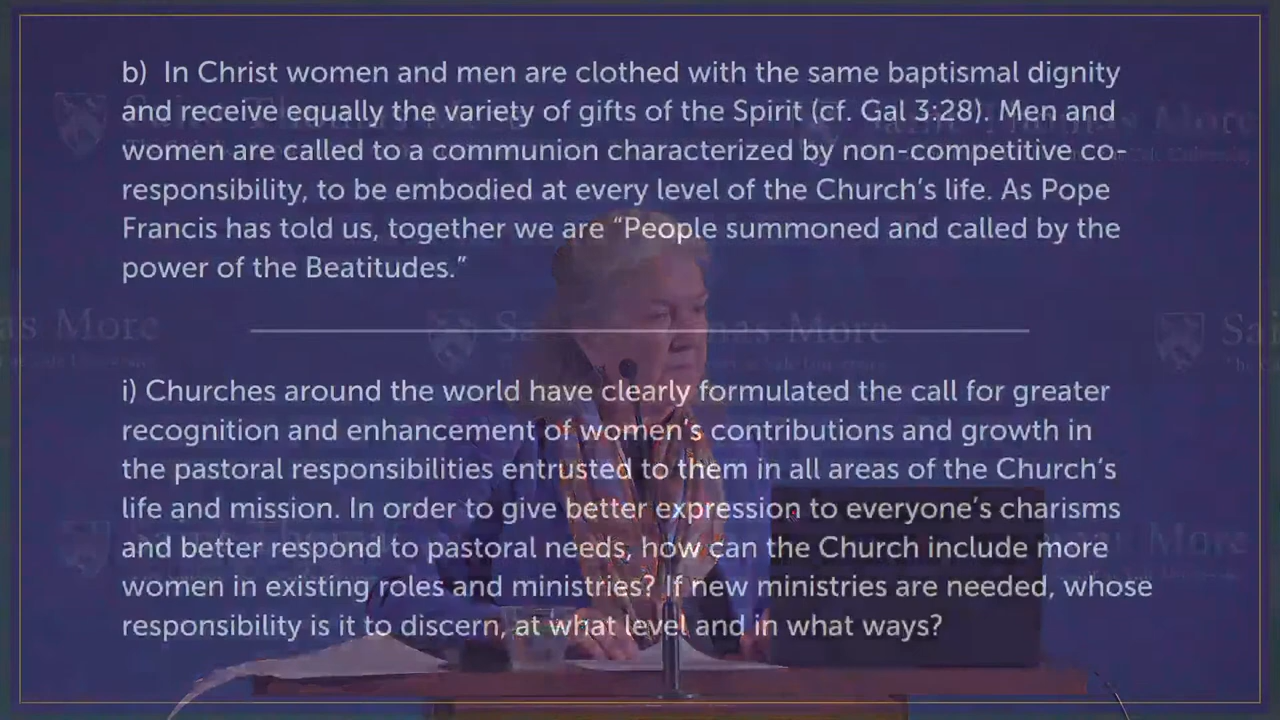 b)  In Christ women and men are clothed with the same baptismal dignity
and receive equally the variety of gifts of the Spirit (cf. Gal 3:28). Men and
women are called to a communion characterized by non-competitive co-
responsibility, to be embodied at every level of the Church's life. As Pope
Francis has told us, together we are “People summoned and called by the
power of the Beatitudes.”
i) Churches around the world have clearly formulated the call for greater
recognition and enhancement of women's contributions and growth in
the pastoral responsibilities entrusted to them in all areas of the Church's
life and mission. In order to give better expression to everyone's charisms
and better respond to pastoral needs, how can the Church include more
women in existing roles and ministries? If new ministries are needed, whose
responsibility is it to discern, at what level and in what ways?
as More
Saint Thomas More
Sai